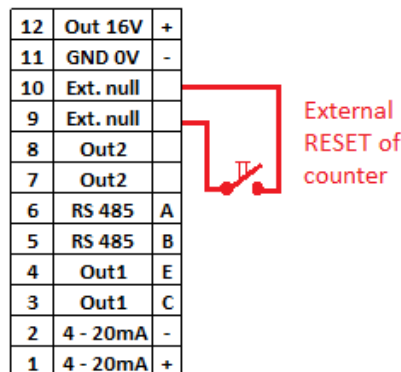 12 Out 16V +
11 GND 0V -
10 Ext. null
9 Ext. null
8 Out2
7 Out2
6 RS 485 A
5 RS 485 B
4 Out1 E
3 Out1 C
2 4 - 20mA -
1 4 - 20mA +
External
RESET of
counter